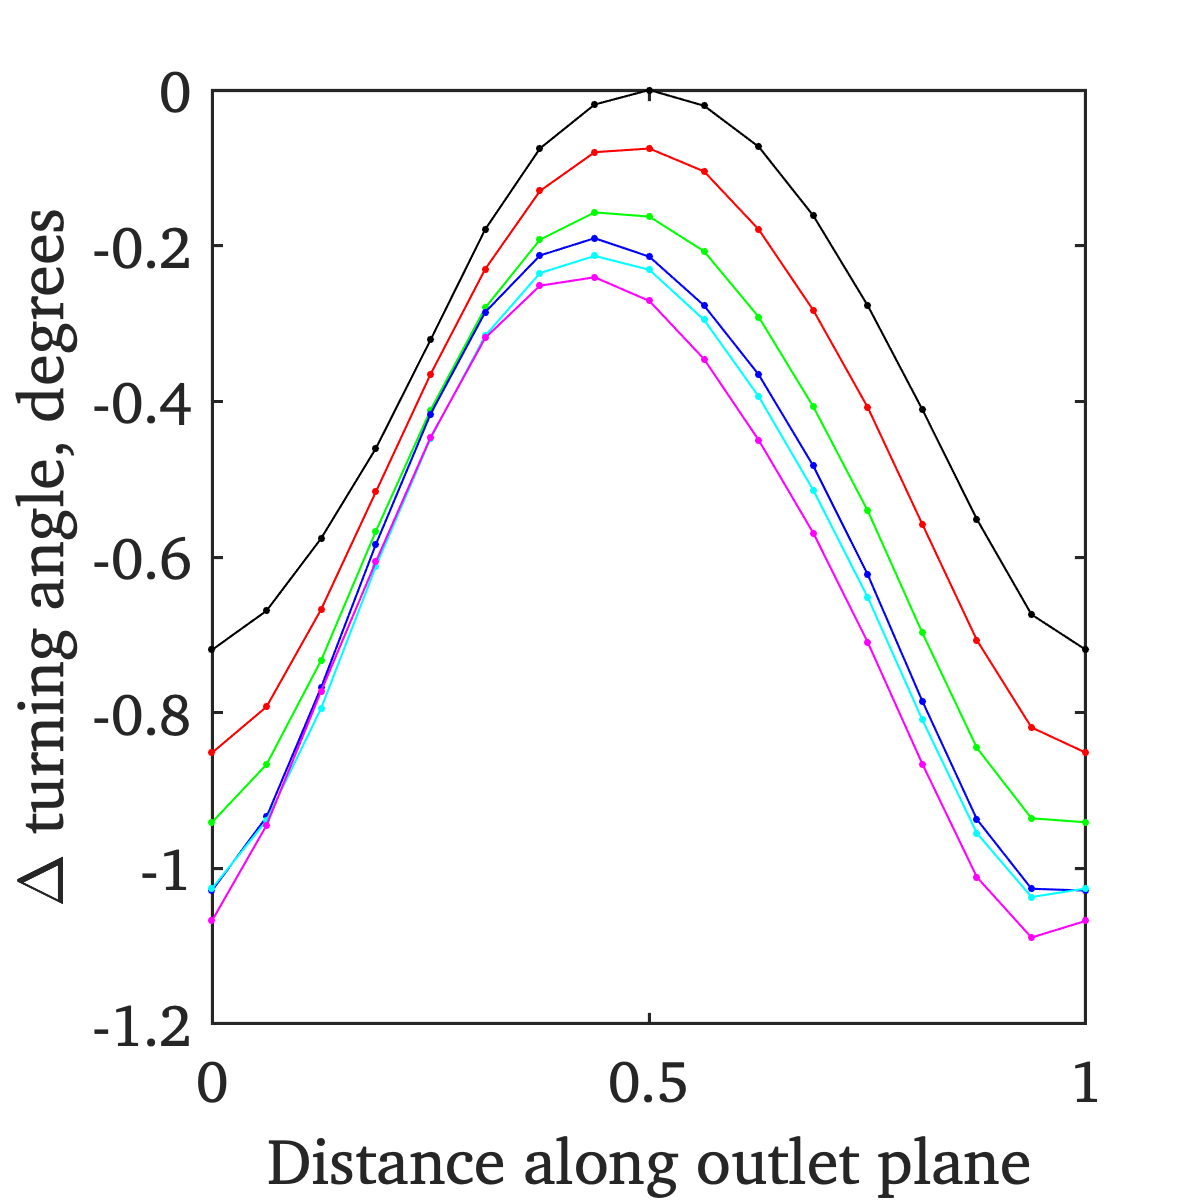 Δ turning angle, degrees
0
-0.2
-0.4
-0.6
-0.8
-1
-1.2
0 0.5 1
Distance along outlet plane